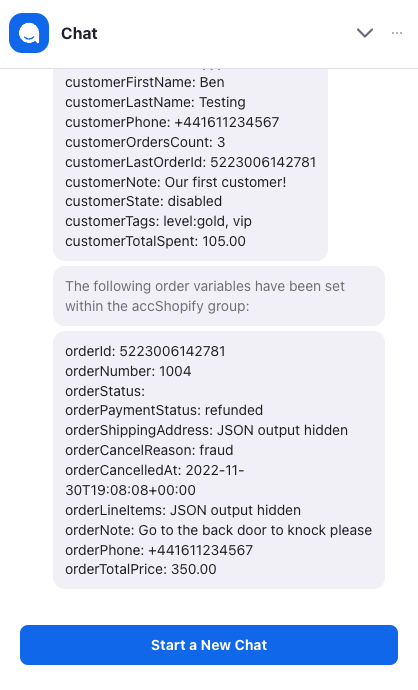 Chat
customerFirstName: Ben
customerLastName: Testing
customerPhone: +441611234567
customerOrdersCount: 3
customerLastOrderId: 5223006142781
customerNote: Our first customer!
customerState: disabled
customerTags: level:gold, vip
customerTotalSpent: 105.00
The following order variables have been set
within the accShopify group:
orderId: 5223006142781
orderNumber: 1004
orderStatus:
orderPaymentStatus: refunded
orderShippingAddress: JSON output hidden
orderCancelReason: fraud
orderCancelledAt: 2022-11-
30T19:08:08+00:00
orderLineItems: JSON output hidden
orderNote: Go to the back door to knock please
orderPhone: +441611234567
orderTotalPrice: 350.00
Start a New Chat